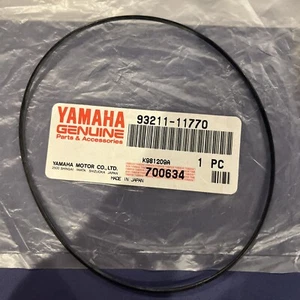 YAMAHA
GENUINE
Parts & Accessories
93211-11770
YAMAHA MOTOR CO.,LTD.
K981209A
1 PC
700634
MADE IN JAPAN